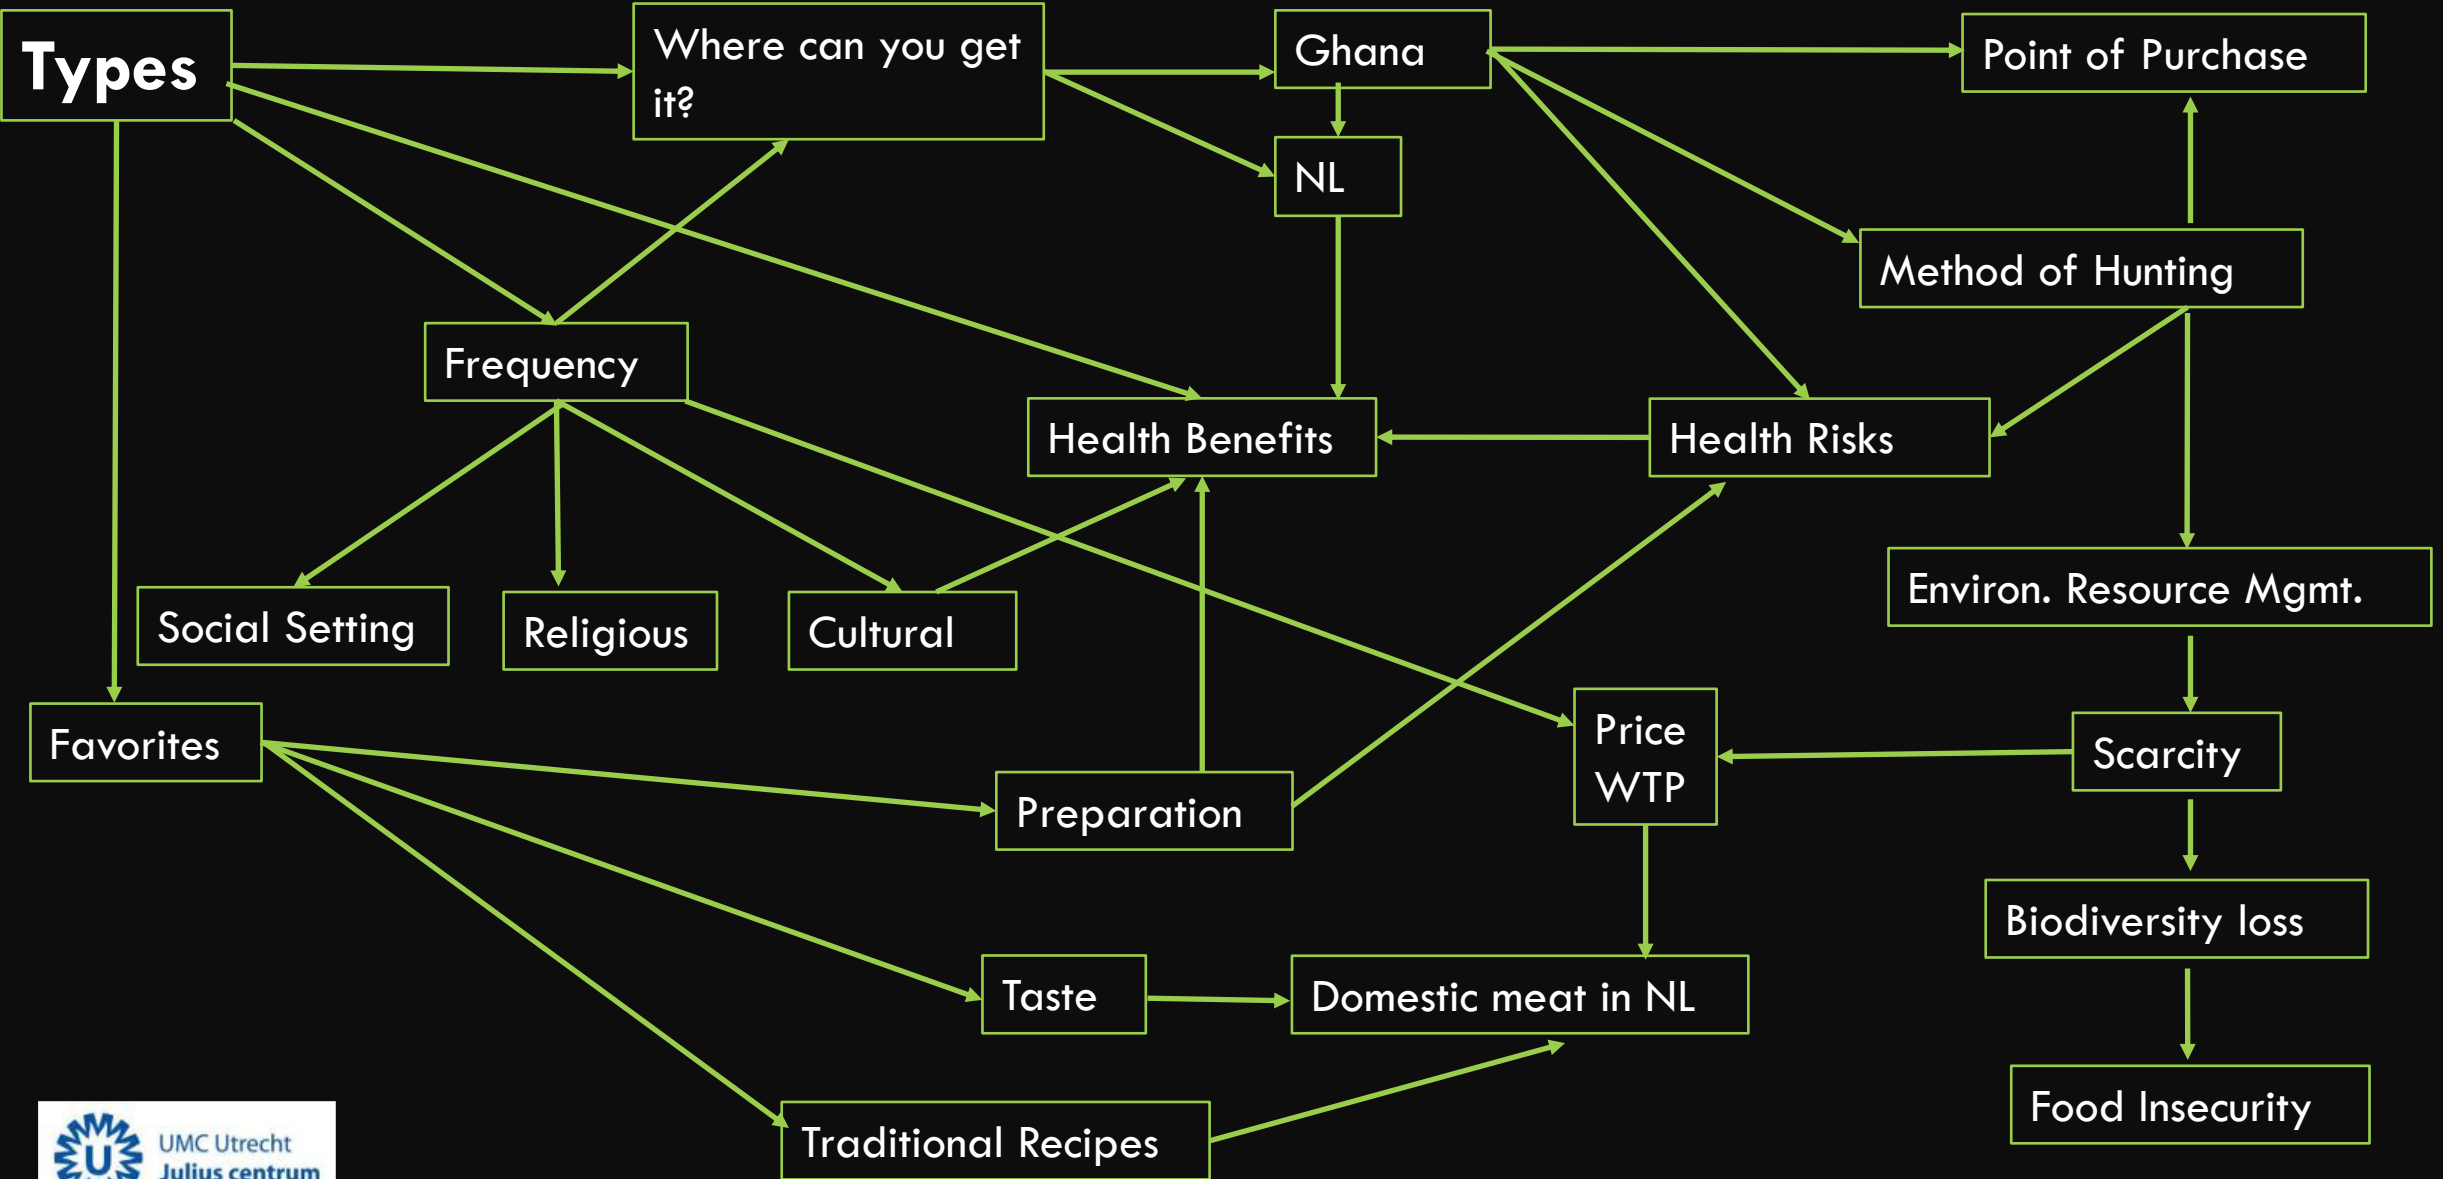 Types
Where can you get
it?
Ghana
Point of Purchase
NL
Method of Hunting
Frequency
Health Benefits
Health Risks
Environ. Resource Mgmt.
Social Setting
Religious
Cultural
Favorites
Price
WTP
Scarcity
Preparation
Biodiversity loss
Taste
Domestic meat in NL
Food Insecurity
Traditional Recipes
U
UMC Utrecht
Julius centrum